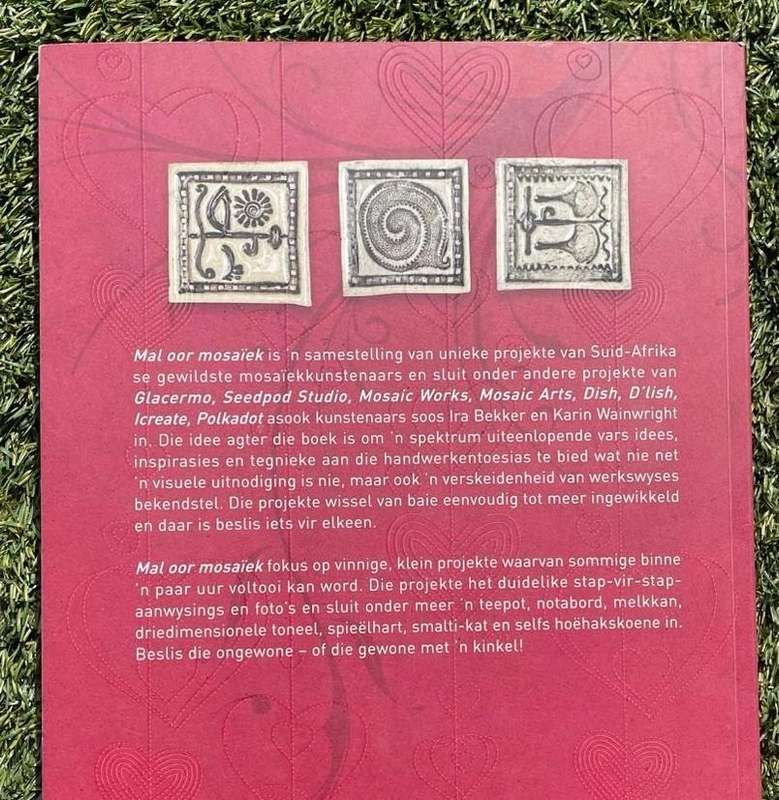 Mal oor mosaïek is 'n samestelling van unieke projekte van Suid-Afrika
se gewildste mosaïekkunstenaars en sluit onder andere projekte van
Glacermo, Seedpod Studio, Mosaic Works, Mosaic Arts, Dish, D'lish,
Icreate, Polkadot asook kunstenaars soos Ira Bekker en Karin Wainwright
in. Die idee agter die boek is om 'n spektrum uiteenlopende vars idees,
inspirasies en tegnieke aan die handwerkentoesias te bied wat nie net
'n visuele uitnodiging is nie, maar ook 'n verskeidenheid van werkswyses
bekendstel. Die projekte wissel van baie eenvoudig tot meer ingewikkeld
en daar is beslis iets vir elkeen.
Mal oor mosaïek fokus op vinnige, klein projekte waarvan sommige binne
'n paar uur voltooi kan word. Die projekte het duidelike stap-vir-stap-
aanwysings en foto's en sluit onder meer 'n teepot, notabord, melkkan,
driedimensionele toneel, spieëlhart, smalti-kat en selfs hoëhakskoene in.
Beslis die ongewone – of die gewone met 'n kinkel!